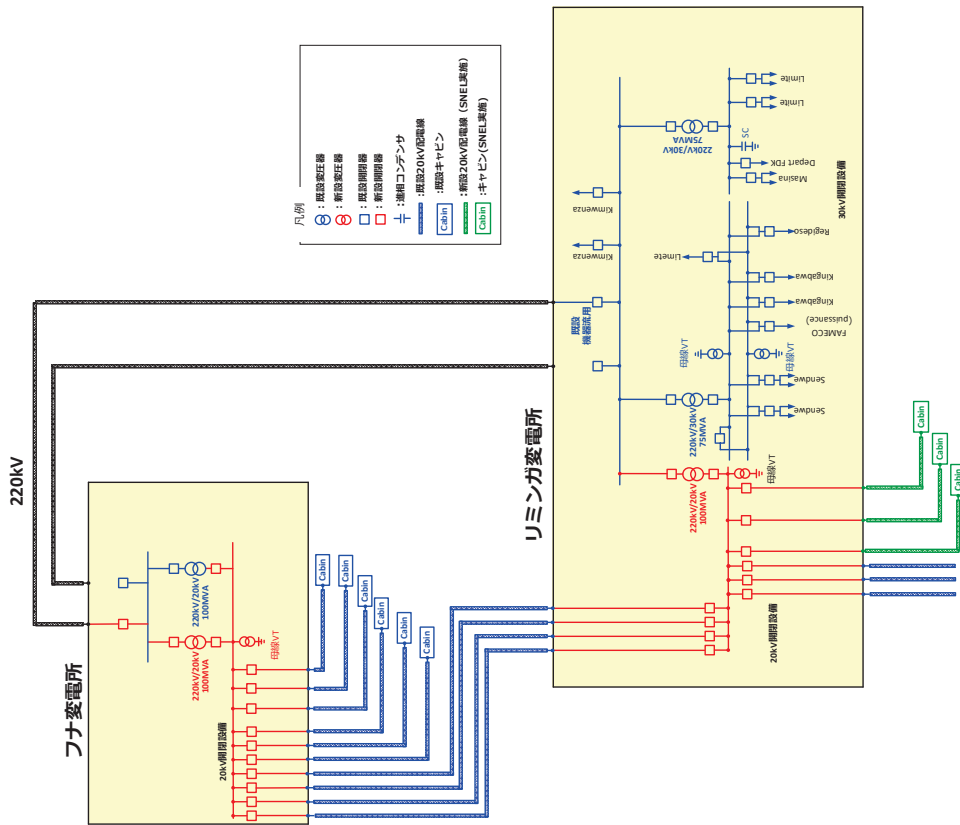 220kV
フナ変電所
220kV/20kV
100MVA
220kV/20kV
100MVA
母線VT
20kV開閉設備
Cabin
Cabin
Cabin
Cabin
Cabin
Cabin
凡例
:既設変圧器
:新設変圧器
:既設開閉器
:新設開閉器
:進相コンデンサ
:既設20kV配電線
Cabin :既設キャビン
:新設20kV配電線 (SNEL実施)
Cabin :キャビン(SNEL実施)
リミンガ変電所
既設
機器流用
Kimwenza
Kimwenza
220kV/20kV
100MVA
母線VT
20kV開閉設備
220kV/30kV
75MVA
220kV/30kV
75MVA
Sendwe
Sendwe
母線VT
母線VT
FAMECO
(puissance)
Kingabwa
Kingabwa
Limete
Regideso
Masina
Depart FDK
SC
Limite
Limite
30kV開閉設備
Cabin
Cabin
Cabin